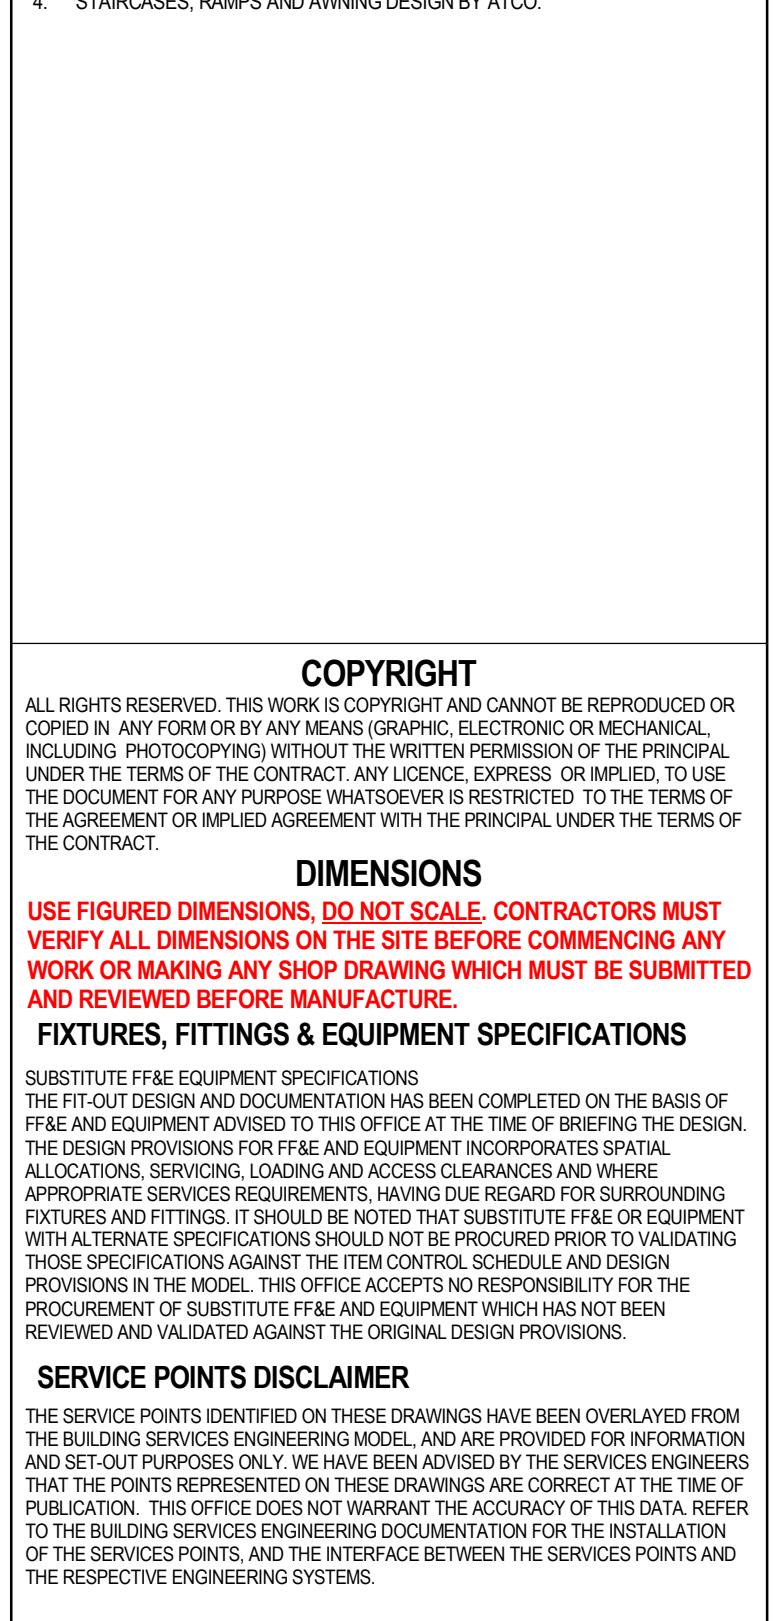 4. STAIRCASES, RAMPS AND AWNING DESIGN BY ATCO.
COPYRIGHT
ALL RIGHTS RESERVED. THIS WORK IS COPYRIGHT AND CANNOT BE REPRODUCED OR
COPIED IN ANY FORM OR BY ANY MEANS (GRAPHIC, ELECTRONIC OR MECHANICAL,
INCLUDING PHOTOCOPYING) WITHOUT THE WRITTEN PERMISSION OF THE PRINCIPAL
UNDER THE TERMS OF THE CONTRACT. ANY LICENCE, EXPRESS OR IMPLIED, TO USE
THE DOCUMENT FOR ANY PURPOSE WHATSOEVER IS RESTRICTED TO THE TERMS OF
THE AGREEMENT OR IMPLIED AGREEMENT WITH THE PRINCIPAL UNDER THE TERMS OF
THE CONTRACT.
DIMENSIONS
USE FIGURED DIMENSIONS, DO NOT SCALE. CONTRACTORS MUST
VERIFY ALL DIMENSIONS ON THE SITE BEFORE COMMENCING ANY
WORK OR MAKING ANY SHOP DRAWING WHICH MUST BE SUBMITTED
AND REVIEWED BEFORE MANUFACTURE.
FIXTURES, FITTINGS & EQUIPMENT SPECIFICATIONS
SUBSTITUTE FF&E EQUIPMENT SPECIFICATIONS
THE FIT-OUT DESIGN AND DOCUMENTATION HAS BEEN COMPLETED ON THE BASIS OF
FF&E AND EQUIPMENT ADVISED TO THIS OFFICE AT THE TIME OF BRIEFING THE DESIGN.
THE DESIGN PROVISIONS FOR FF&E AND EQUIPMENT INCORPORATES SPATIAL
ALLOCATIONS, SERVICING, LOADING AND ACCESS CLEARANCES AND WHERE
APPROPRIATE SERVICES REQUIREMENTS, HAVING DUE REGARD FOR SURROUNDING
FIXTURES AND FITTINGS. IT SHOULD BE NOTED THAT SUBSTITUTE FF&E OR EQUIPMENT
WITH ALTERNATE SPECIFICATIONS SHOULD NOT BE PROCURED PRIOR TO VALIDATING
THOSE SPECIFICATIONS AGAINST THE ITEM CONTROL SCHEDULE AND DESIGN
PROVISIONS IN THE MODEL. THIS OFFICE ACCEPTS NO RESPONSIBILITY FOR THE
PROCUREMENT OF SUBSTITUTE FF&E AND EQUIPMENT WHICH HAS NOT BEEN
REVIEWED AND VALIDATED AGAINST THE ORIGINAL DESIGN PROVISIONS.
SERVICE POINTS DISCLAIMER
THE SERVICE POINTS IDENTIFIED ON THESE DRAWINGS HAVE BEEN OVERLAYED FROM
THE BUILDING SERVICES ENGINEERING MODEL, AND ARE PROVIDED FOR INFORMATION
AND SET-OUT PURPOSES ONLY. WE HAVE BEEN ADVISED BY THE SERVICES ENGINEERS
THAT THE POINTS REPRESENTED ON THESE DRAWINGS ARE CORRECT AT THE TIME OF
PUBLICATION. THIS OFFICE DOES NOT WARRANT THE ACCURACY OF THIS DATA. REFER
TO THE BUILDING SERVICES ENGINEERING DOCUMENTATION FOR THE INSTALLATION
OF THE SERVICES POINTS, AND THE INTERFACE BETWEEN THE SERVICES POINTS AND
THE RESPECTIVE ENGINEERING SYSTEMS.